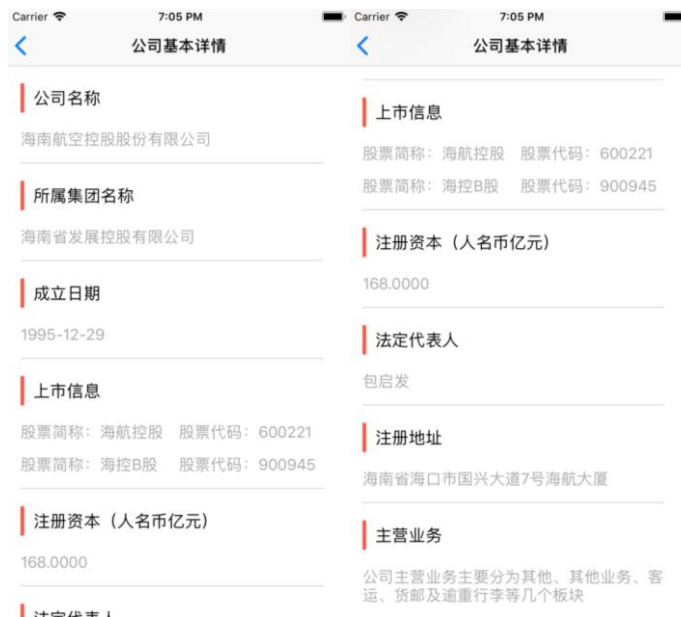 Carrier 7:05 PM
公司基本详情
公司名称
海南航空控股股份有限公司
所属集团名称
海南省发展控股有限公司
成立日期
1995-12-29
上市信息
股票简称：海航控股 股票代码：600221
股票简称：海控B股 股票代码：900945
注册资本（人名币亿元）
168.0000
法定代表人
Carrier 7:05 PM
公司基本详情
上市信息
股票简称：海航控股 股票代码：600221
股票简称：海控B股 股票代码：900945
注册资本（人名币亿元）
168.0000
法定代表人
包启发
注册地址
海南省海口市国兴大道7号海航大厦
主营业务
公司主营业务主要分为其他、其他业务、客
运、货邮及逾重行李等几个板块